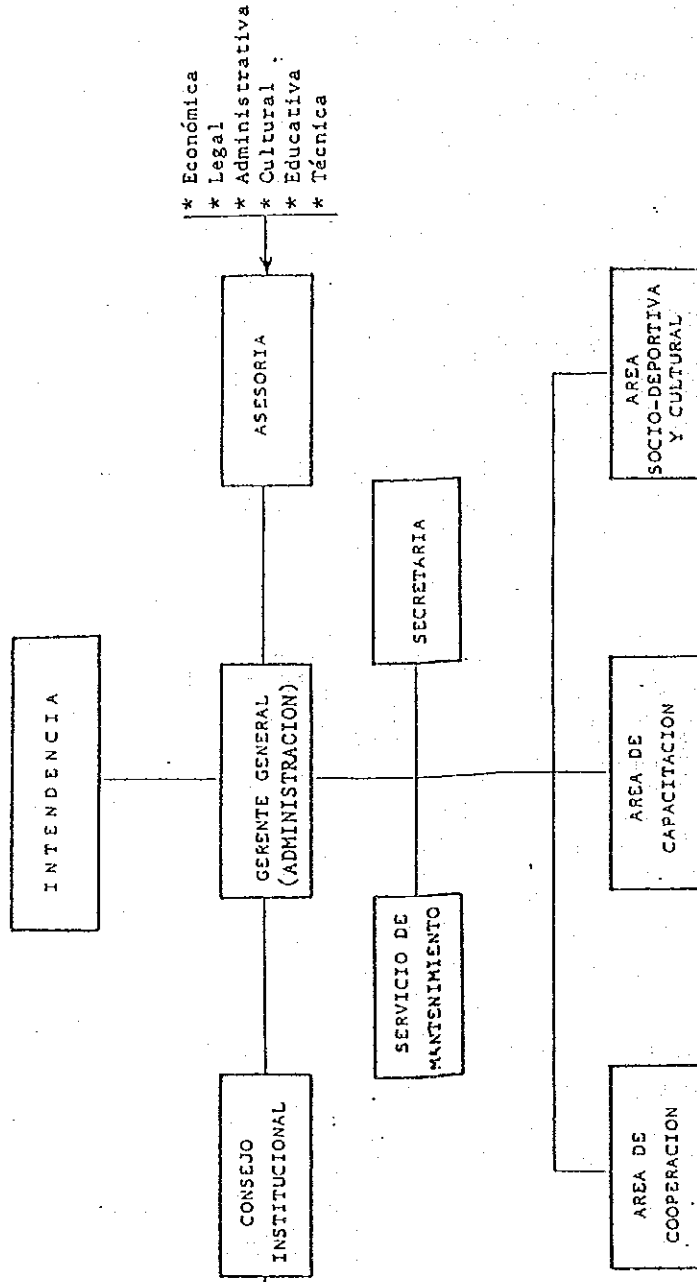 I N T E N D E N C I A
CONSEJO
INSTITUCIONAL
GERENTE GENERAL
(ADMINISTRACION)
ASESORIA
* Económica
* Legal
* Administrativa
* Cultural
* Educativa
* Técnica
SERVICIO DE
MANTENIMIENTO
SECRETARIA
AREA DE
COOPERACION
AREA DE
CAPACITACION
AREA
SOCIO-DEPORTIVA
Y CULTURAL